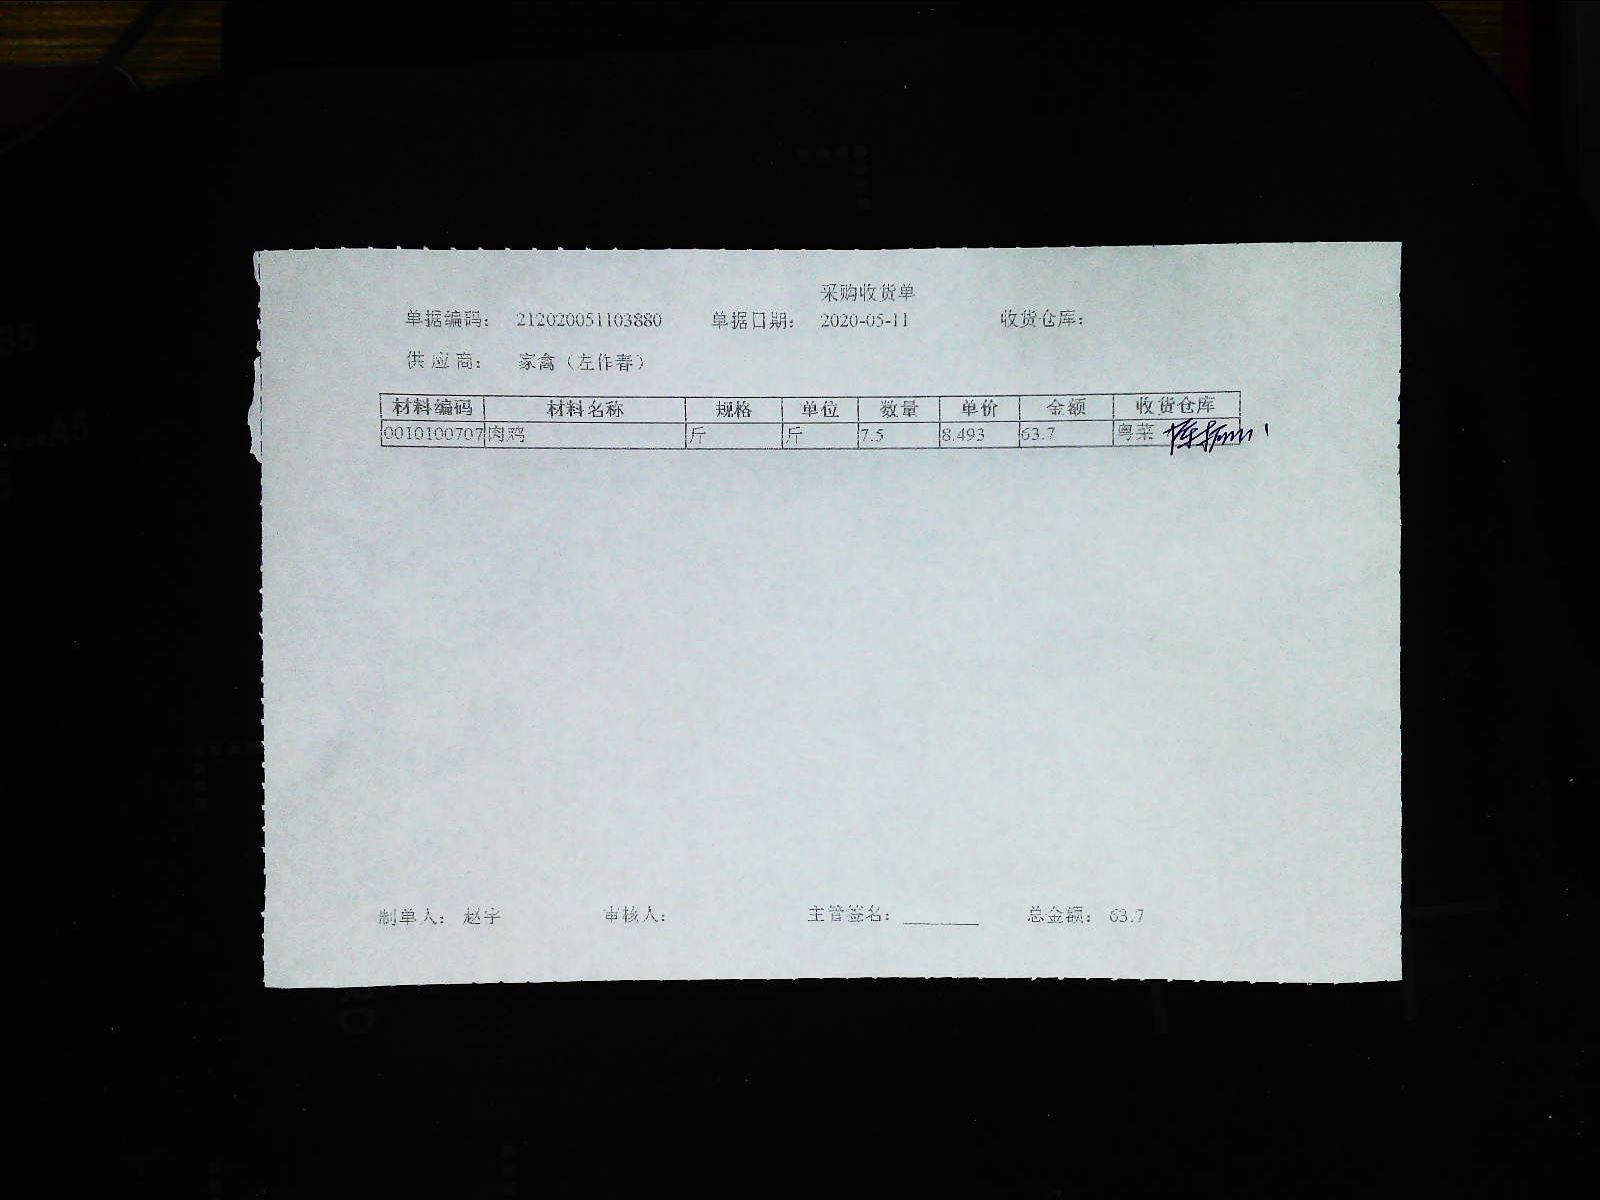 采购收货单
单据编码： 212020051103880 单据日期： 2020-05-11 收货仓库：
供 应 商： 家禽（左作春）
材料编码 材料名称 规格 单位 数量 单价 金额 收货仓库
0010100707 肉鸡 斤 斤 7.5 8.493 63.7 粤菜
制单人： 赵宇 审核人： 主管签名： ________ 总金额： 63.7
A5